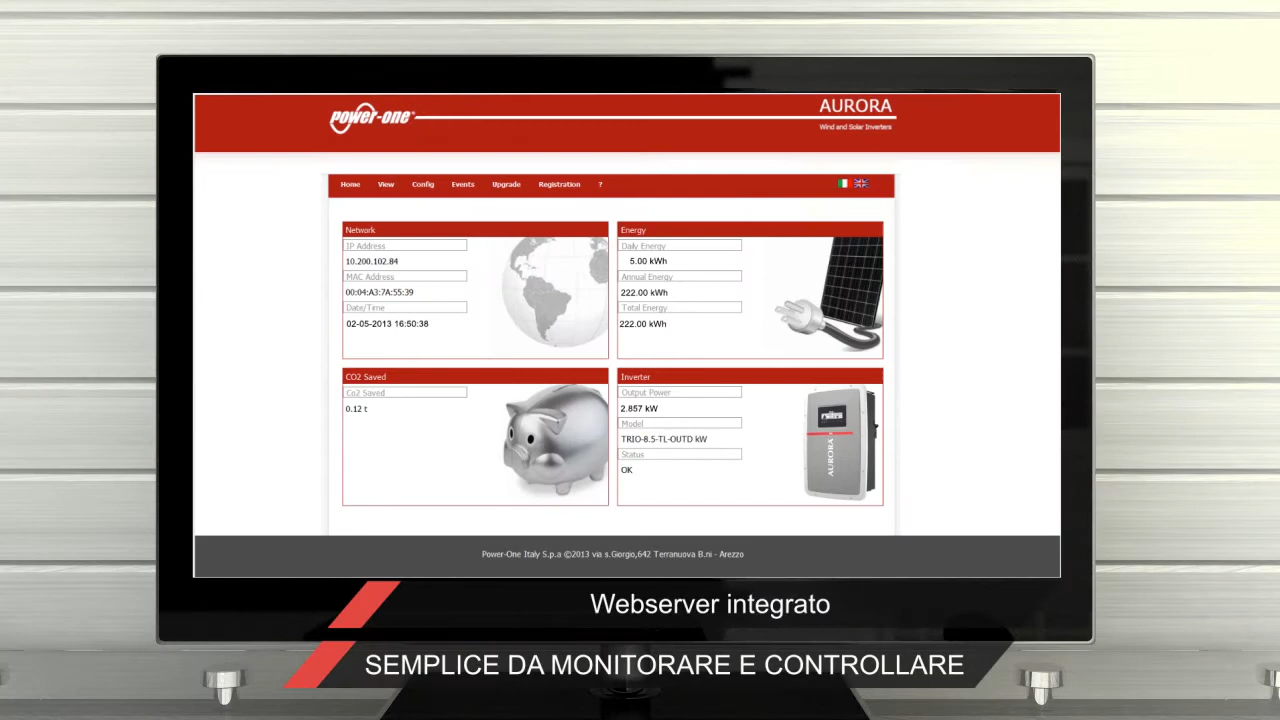 power-one
AURORA
Wind and Solar Inverters
Home View Config Events Upgrade Registration ?
Network
IP Address
10.200.102.84
MAC Address
00:04:A3:7A:55:39
Date/Time
02-05-2013 16:50:38
Energy
Daily Energy
5.00 kWh
Annual Energy
222.00 kWh
Total Energy
222.00 kWh
CO2 Saved
Co2 Saved
0.12 t
Inverter
Output Power
2.857 kW
Model
TRIO-8.5-TL-OUTD kW
Status
OK
AURORA
Power-One Italy S.p.a ©2013 via s.Giorgio,642 Terranuova B.ni - Arezzo
Webserver integrato
SEMPLICE DA MONITORARE E CONTROLLARE